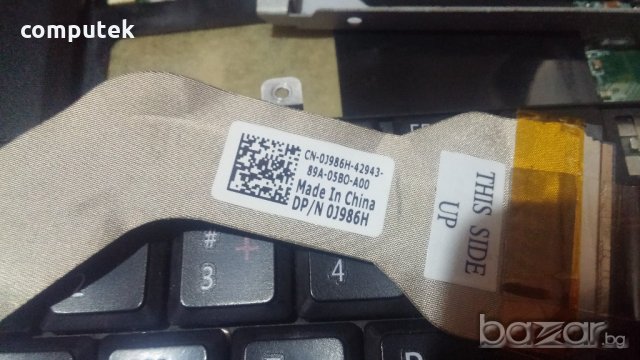 computek
CN-0J986H-42943-
89A-05B0-A00
Made In China
DP/N 0J986H
THIS SIDE
UP
#
3
4
2
bazar.bg